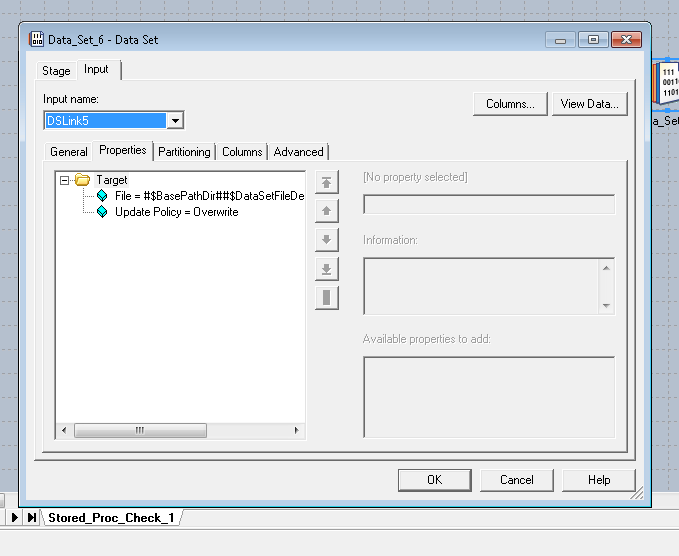 Data_Set_6 - Data Set
Stage
Input
Input name:
DSLink5
Columns...
View Data...
General
Properties
Partitioning
Columns
Advanced
Target
File = #$BasePathDir##$DataSetFileDe
Update Policy = Overwrite
[No property selected]
Information:
Available properties to add:
OK
Cancel
Help
111
0011
1101
a_Set
Stored_Proc_Check_1